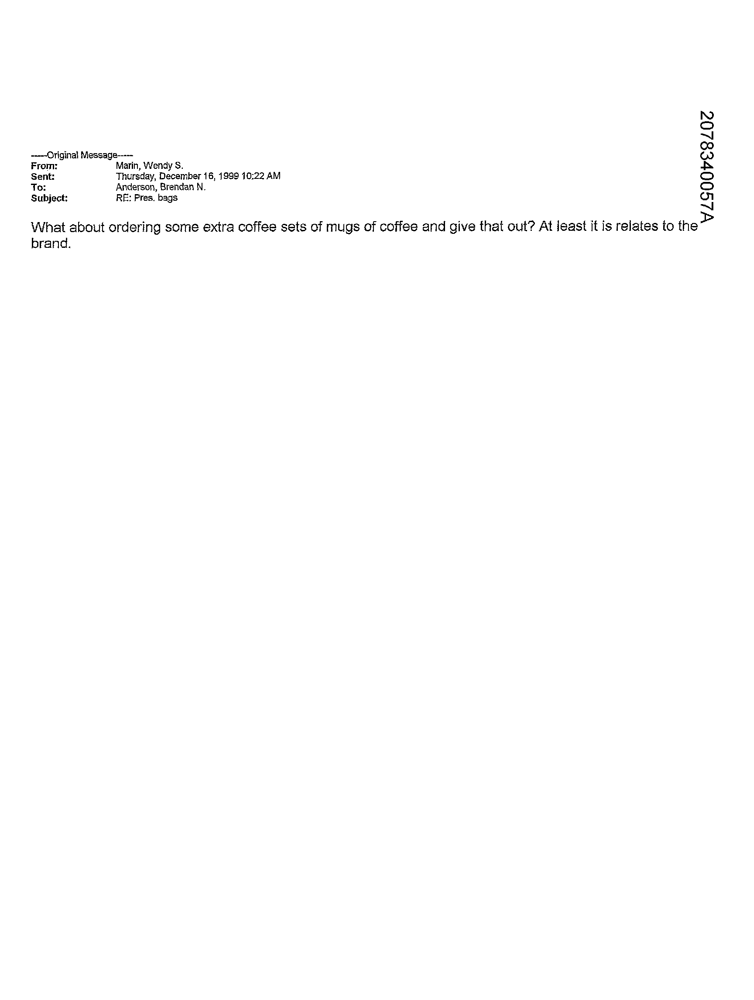 -----Original Message-----
From: Marin, Wendy S.
Sent: Thursday, December 16, 1999 10:22 AM
To: Anderson, Brendan N.
Subject: RE: Pres. bags
What about ordering some extra coffee sets of mugs of coffee and give that out? At least it is relates to the
brand.
2078340057A